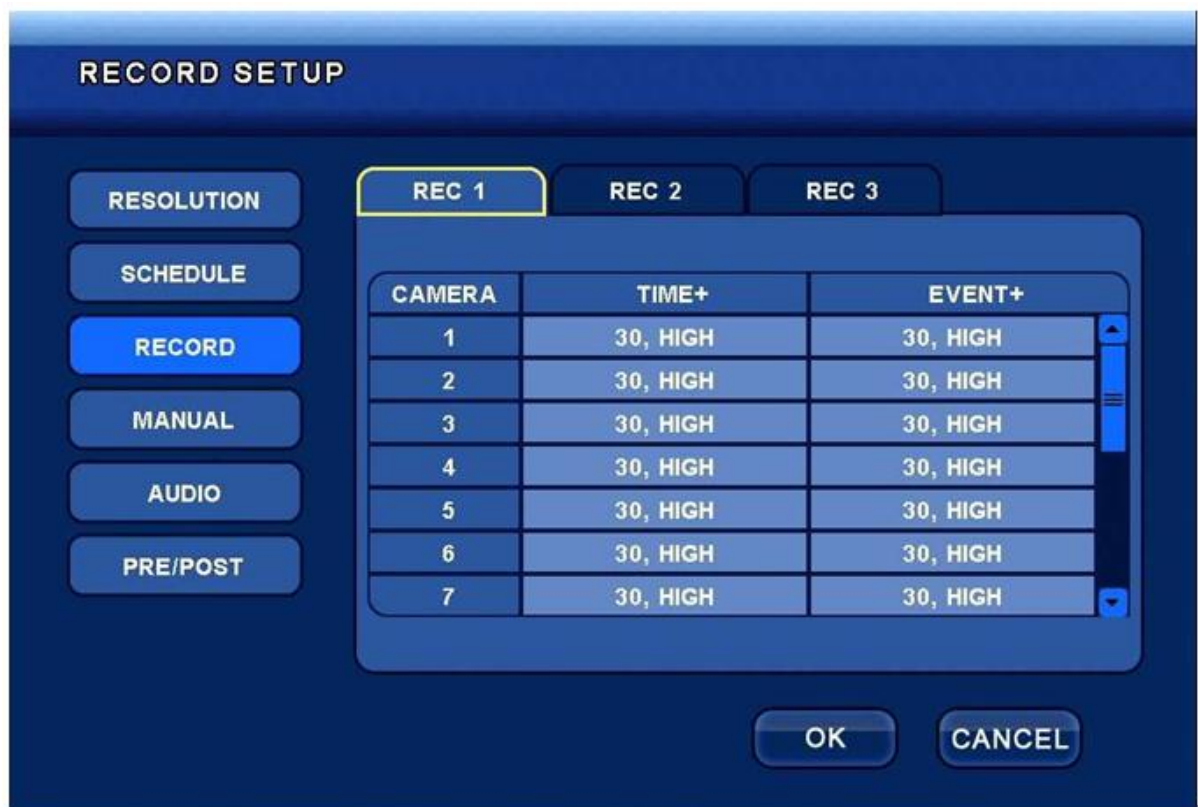 RECORD SETUP
RESOLUTION
SCHEDULE
RECORD
MANUAL
AUDIO
PRE/POST
REC 1 REC 2 REC 3
CAMERA TIME+ EVENT+
1 30, HIGH 30, HIGH
2 30, HIGH 30, HIGH
3 30, HIGH 30, HIGH
4 30, HIGH 30, HIGH
5 30, HIGH 30, HIGH
6 30, HIGH 30, HIGH
7 30, HIGH 30, HIGH
OK CANCEL